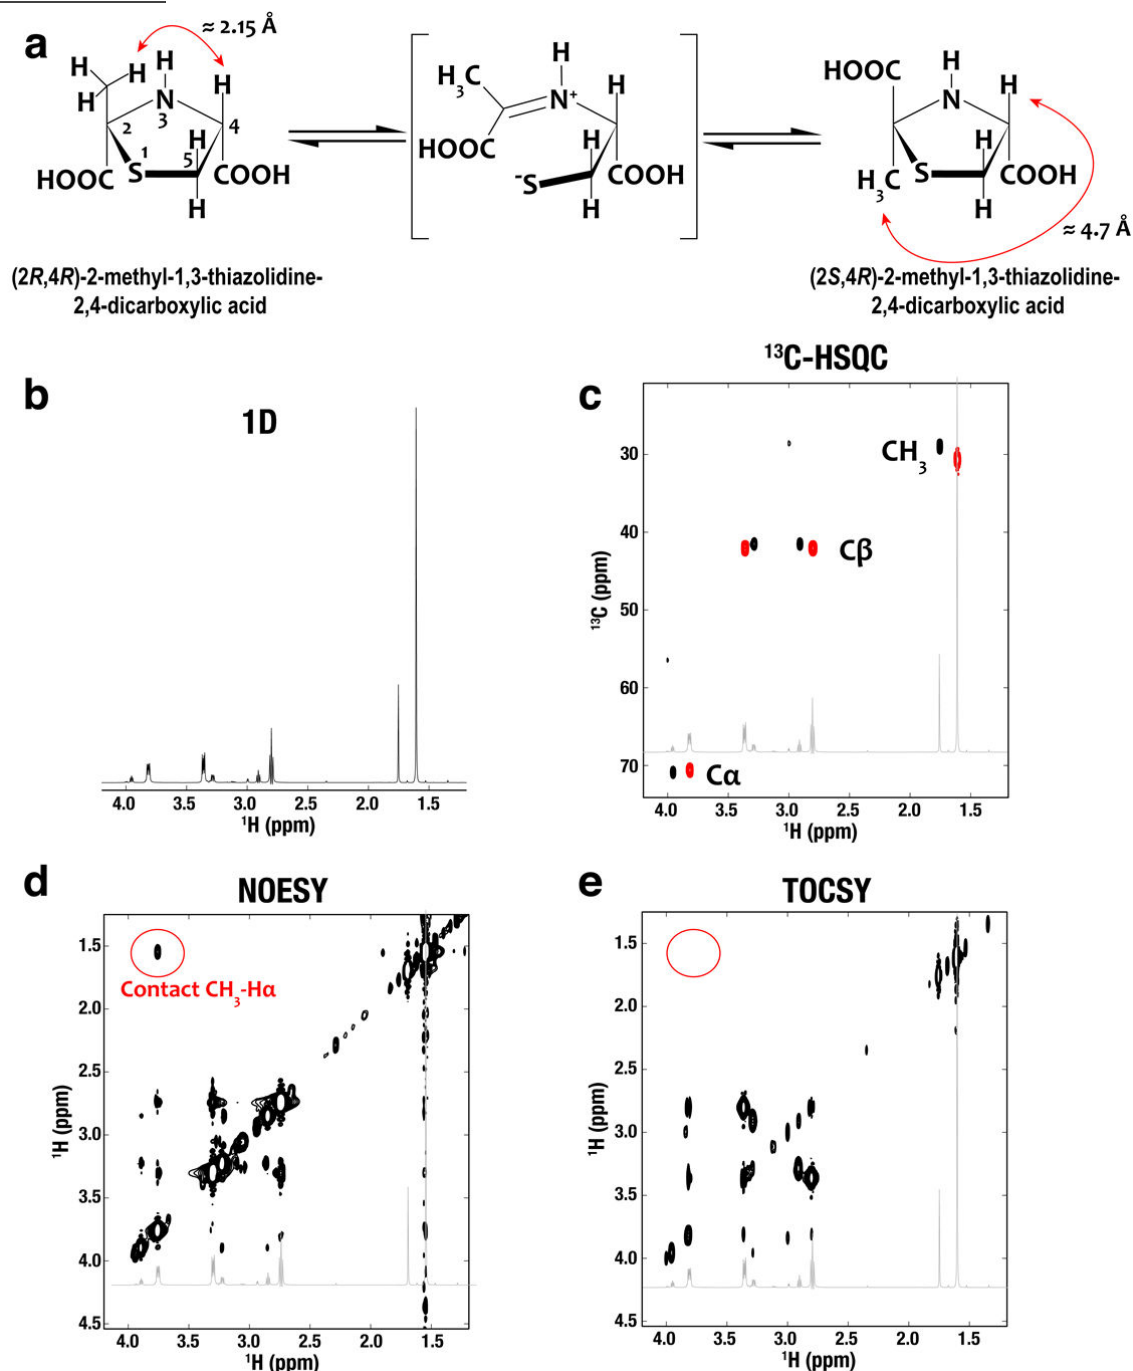 a
≈ 2.15 Å
H
H
H
H
H
N
3
2
4
1
S
5
H
HOOC
COOH
H
H
H₃C
N⁺
H
HOOC
H
⁻S
COOH
H
HOOC
H
N
H
H
H₃C
S
COOH
H
≈ 4.7 Å
(2R,4R)-2-methyl-1,3-thiazolidine-
2,4-dicarboxylic acid
(2S,4R)-2-methyl-1,3-thiazolidine-
2,4-dicarboxylic acid
b
1D
4.0 3.5 3.0 2.5 2.0 1.5
¹H (ppm)
c
¹³C-HSQC
CH₃
Cβ
Cα
30
40
50
60
70
¹³C (ppm)
4.0 3.5 3.0 2.5 2.0 1.5
¹H (ppm)
d
NOESY
Contact CH₃-Hα
1.5
2.0
2.5
3.0
3.5
4.0
4.5
¹H (ppm)
4.0 3.5 3.0 2.5 2.0 1.5
¹H (ppm)
e
TOCSY
1.5
2.0
2.5
3.0
3.5
4.0
4.5
¹H (ppm)
4.0 3.5 3.0 2.5 2.0 1.5
¹H (ppm)